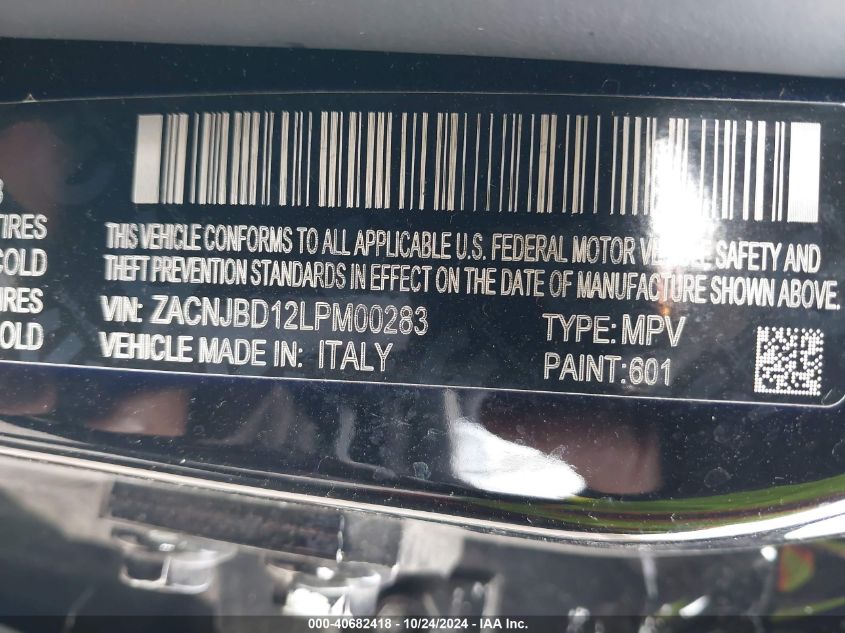 TIRES
COLD
IRES
OLD
THIS VEHICLE CONFORMS TO ALL APPLICABLE U.S. FEDERAL MOTOR VEHICLE SAFETY AND
THEFT PREVENTION STANDARDS IN EFFECT ON THE DATE OF MANUFACTURE SHOWN ABOVE.
VIN: ZACNJBD12LPM00283 TYPE: MPV
VEHICLE MADE IN: ITALY PAINT:601
000-40682418 - 10/24/2024 - IAA Inc.